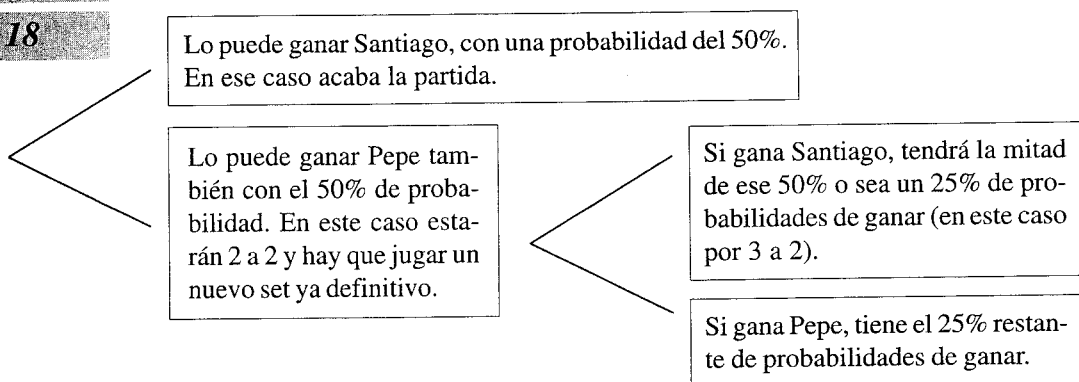 18
Lo puede ganar Santiago, con una probabilidad del 50%.
En ese caso acaba la partida.
Lo puede ganar Pepe tam-
bién con el 50% de proba-
bilidad. En este caso esta-
rán 2 a 2 y hay que jugar un
nuevo set ya definitivo.
Si gana Santiago, tendrá la mitad
de ese 50% o sea un 25% de pro-
babilidades de ganar (en este caso
por 3 a 2).
Si gana Pepe, tiene el 25% restan-
te de probabilidades de ganar.